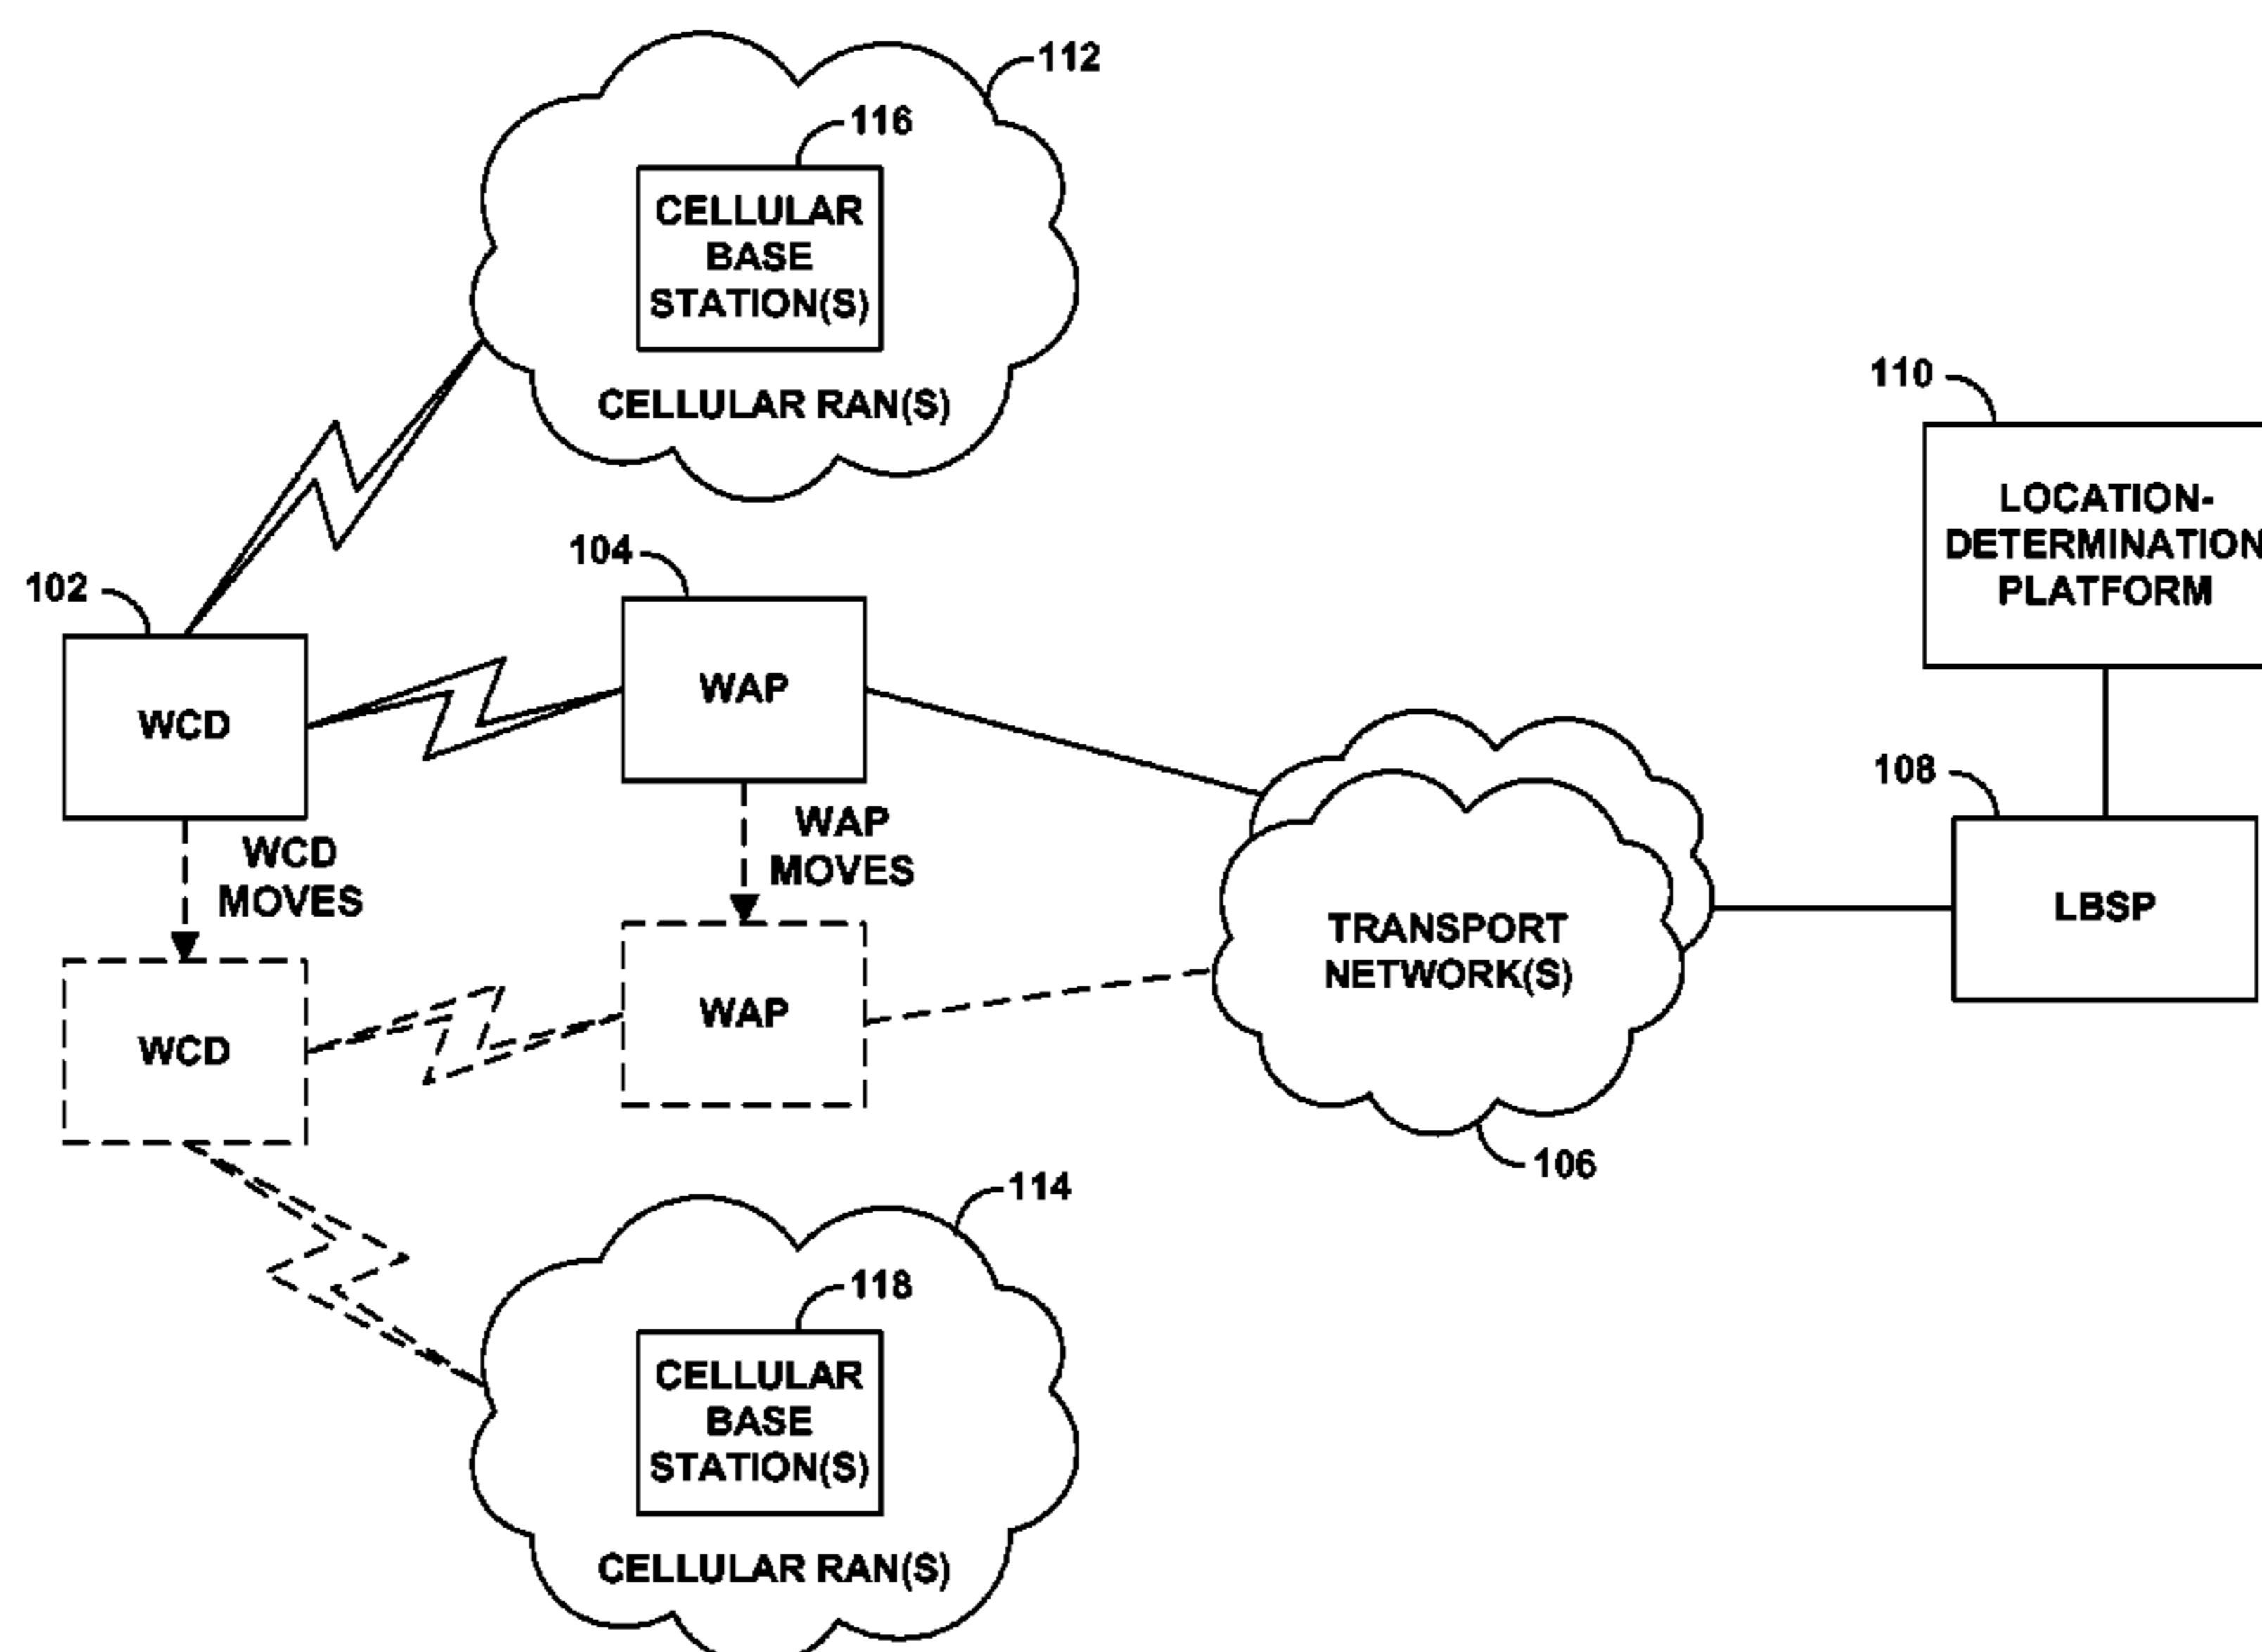 112
116
CELLULAR
BASE
STATION(S)
CELLULAR RAN(S)
110
LOCATION-
DETERMINATION
PLATFORM
104
102
WAP
WCD
108
WAP
MOVES
WCD
MOVES
LBSP
TRANSPORT
NETWORK(S)
WAP
WCD
106
114
118
CELLULAR
BASE
STATION(S)
CELLULAR RAN(S)